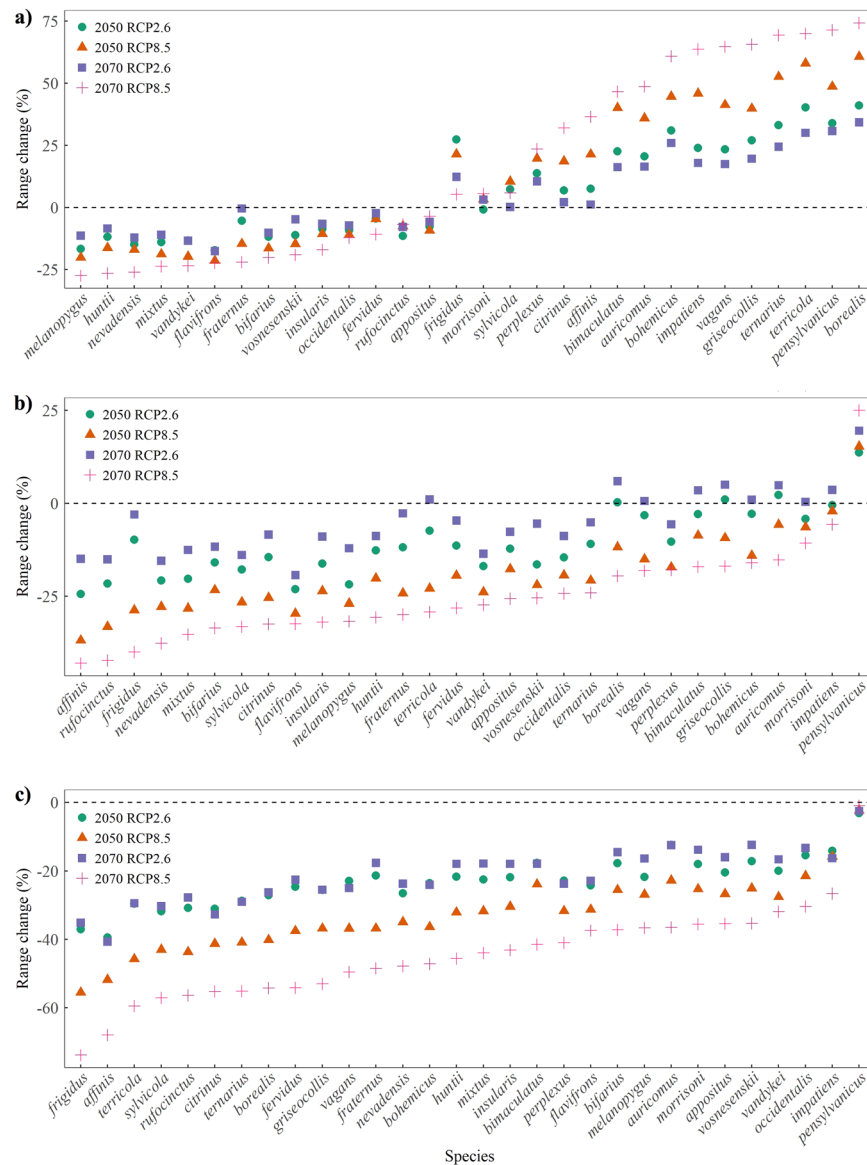 a)
75
50
25
0
-25
Range change (%)
2050 RCP2.6
2050 RCP8.5
2070 RCP2.6
2070 RCP8.5
melanopygus
huntii
nevadensis
mixtus
vandykei
flavifrons
fraternus
bifarius
vosnesenskii
insularis
occidentalis
fervidus
rufocinctus
appositus
frigidus
morrisoni
sylvicola
perplexus
citrinus
affinis
bimaculatus
auricomus
bohemicus
impatiens
vagans
griseocollis
ternarius
terricola
pensylvanicus
borealis
b)
25
0
-25
Range change (%)
2050 RCP2.6
2050 RCP8.5
2070 RCP2.6
2070 RCP8.5
affinis
rufocinctus
frigidus
nevadensis
mixtus
bifarius
sylvicola
citrinus
flavifrons
insularis
melanopygus
huntii
fraternus
terricola
fervidus
vandykei
appositus
vosnesenskii
occidentalis
ternarius
borealis
vagans
perplexus
bimaculatus
griseocollis
bohemicus
auricomus
morrisoni
impatiens
pensylvanicus
c)
0
-20
-40
-60
Range change (%)
2050 RCP2.6
2050 RCP8.5
2070 RCP2.6
2070 RCP8.5
frigidus
affinis
terricola
sylvicola
rufocinctus
citrinus
ternarius
borealis
fervidus
griseocollis
vagans
fraternus
nevadensis
bohemicus
huntii
mixtus
insularis
bimaculatus
perplexus
flavifrons
bifarius
melanopygus
auricomus
morrisoni
appositus
vosnesenskii
vandykei
occidentalis
impatiens
pensylvanicus
Species